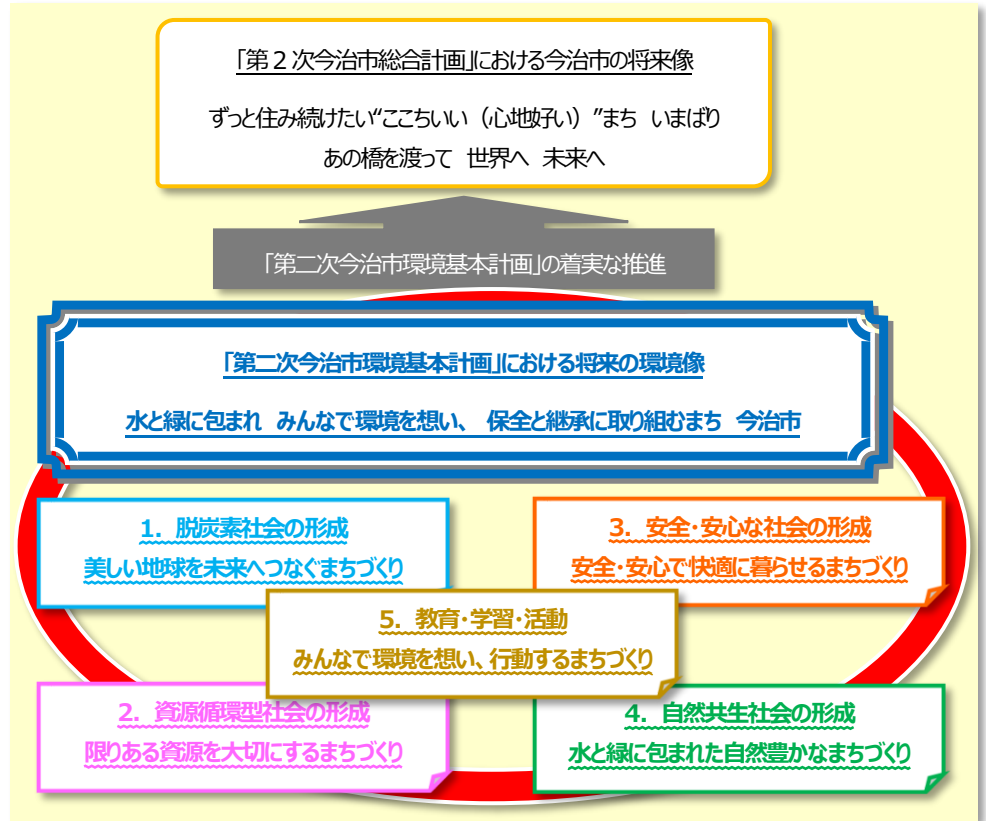 「第２次今治市総合計画」における今治市の将来像
ずっと住み続けたい“ここちいい（心地好い）”まち　いまばり
あの橋を渡って　世界へ　未来へ
「第二次今治市環境基本計画」の着実な推進
「第二次今治市環境基本計画」における将来の環境像
水と緑に包まれ　みんなで環境を想い、　保全と継承に取り組むまち　今治市
1．脱炭素社会の形成
美しい地球を未来へつなぐまちづくり
2．資源循環型社会の形成
限りある資源を大切にするまちづくり
3．安全・安心な社会の形成
安全・安心で快適に暮らせるまちづくり
4．自然共生社会の形成
水と緑に包まれた自然豊かなまちづくり
5．教育・学習・活動
みんなで環境を想い、行動するまちづくり